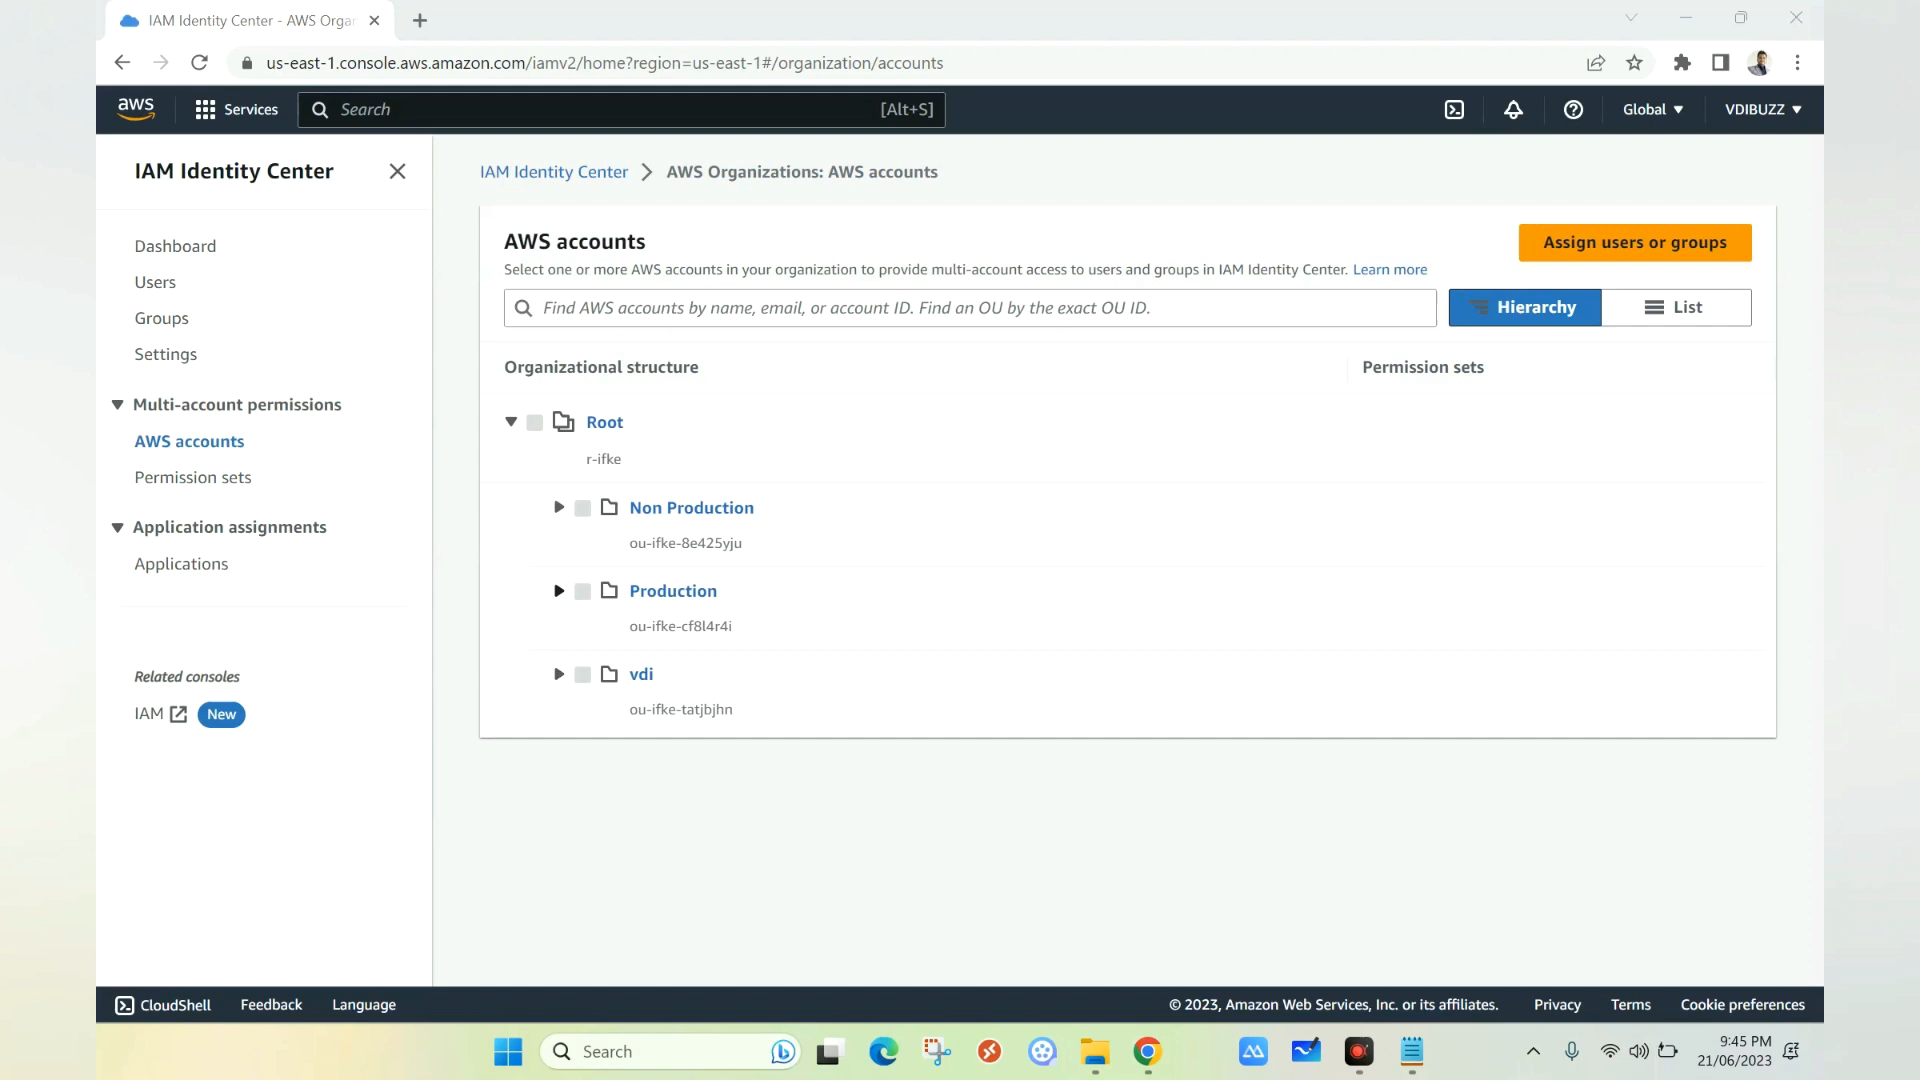 IAM Identity Center - AWS Orga
us-east-1.console.aws.amazon.com/iamv2/home?region=us-east-1#/organization/accounts
aws Services Search [Alt+S] Global VDIBUZZ
IAM Identity Center
Dashboard
Users
Groups
Settings
Multi-account permissions
AWS accounts
Permission sets
Application assignments
Applications
Related consoles
IAM New
IAM Identity Center > AWS Organizations: AWS accounts
AWS accounts
Assign users or groups
Select one or more AWS accounts in your organization to provide multi-account access to users and groups in IAM Identity Center. Learn more
Find AWS accounts by name, email, or account ID. Find an OU by the exact OU ID.
Hierarchy List
Organizational structure Permission sets
Root
r-ifke
Non Production
ou-ifke-8e425yju
Production
ou-ifke-cf8l4r4i
vdi
ou-ifke-tatjbjhn
CloudShell Feedback Language © 2023, Amazon Web Services, Inc. or its affiliates. Privacy Terms Cookie preferences
Search
9:45 PM
21/06/2023